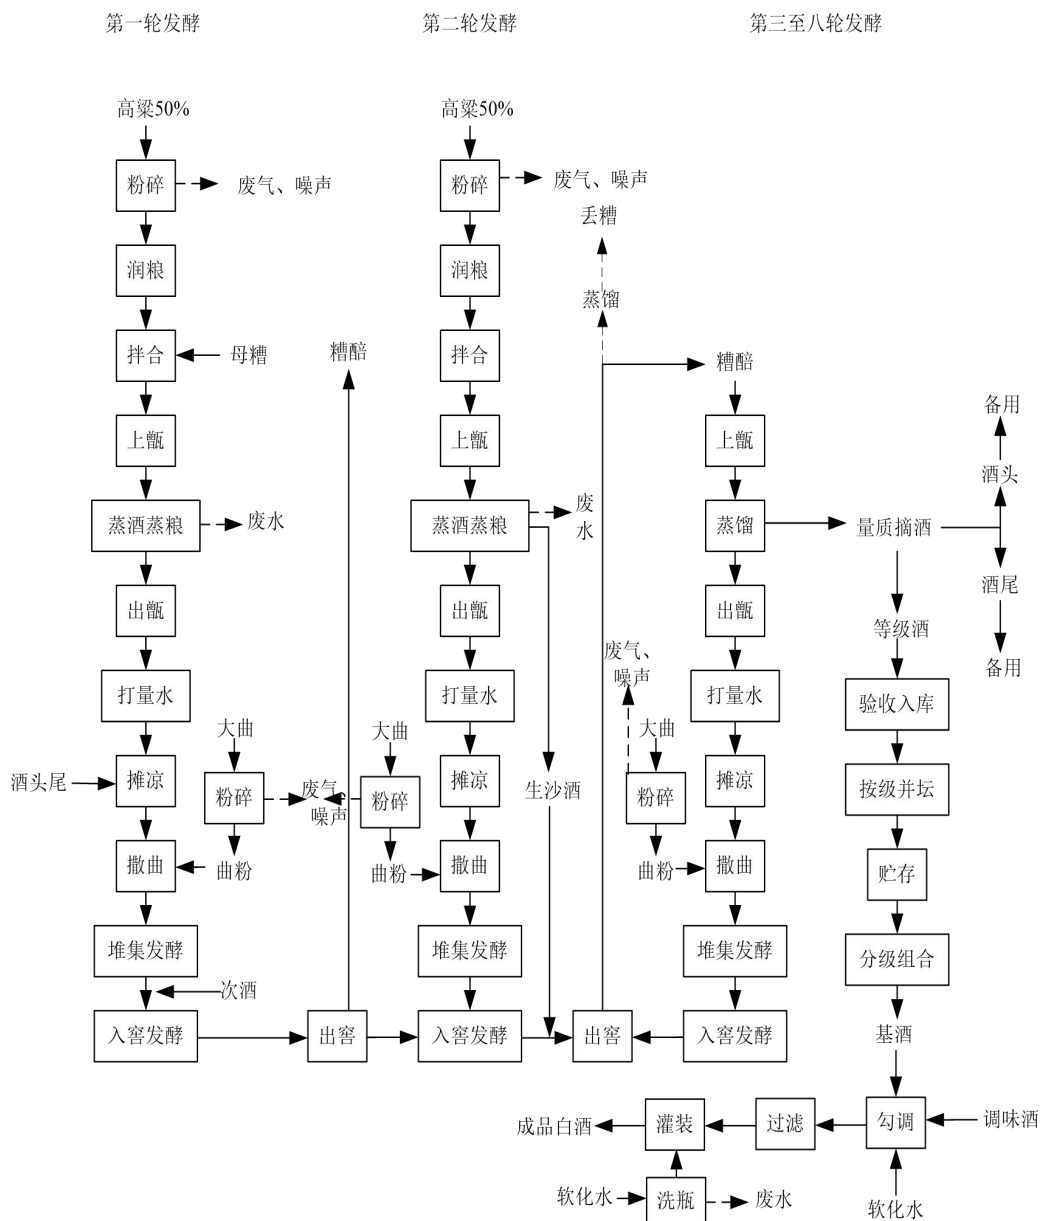 第一轮发酵
第二轮发酵
第三至八轮发酵
高粱50%
粉碎
废气、噪声
润粮
拌合
母糟
上甑
蒸酒蒸粮
废水
出甑
打量水
酒头尾
摊凉
大曲
粉碎
曲粉
撒曲
堆集发酵
次酒
入窖发酵
出窖
糟醅
废气、
噪声
高粱50%
粉碎
废气、噪声
润粮
拌合
上甑
蒸酒蒸粮
废
水
出甑
打量水
大曲
粉碎
曲粉
摊凉
撒曲
堆集发酵
入窖发酵
生沙酒
出窖
丢糟
蒸馏
糟醅
上甑
蒸馏
出甑
打量水
废气、
噪声
大曲
粉碎
曲粉
摊凉
撒曲
堆集发酵
入窖发酵
量质摘酒
备用
酒头
酒尾
备用
等级酒
验收入库
按级并坛
贮存
分级组合
基酒
勾调
调味酒
软化水
过滤
灌装
成品白酒
软化水
洗瓶
废水